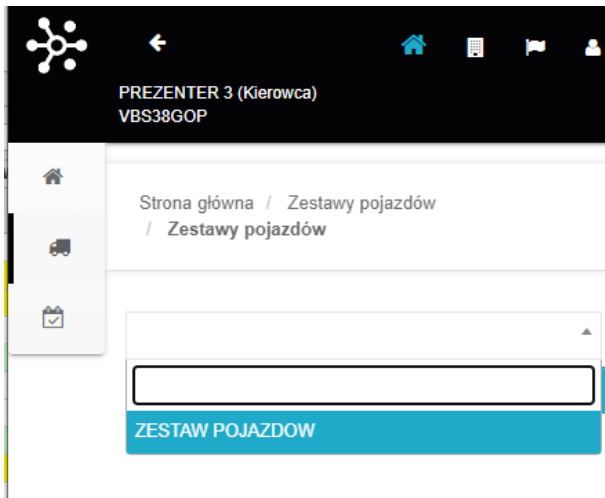 PREZENTER 3 (Kierowca)
VBS38GOP
Strona główna / Zestawy pojazdów
/ Zestawy pojazdów
ZESTAW POJAZDOW